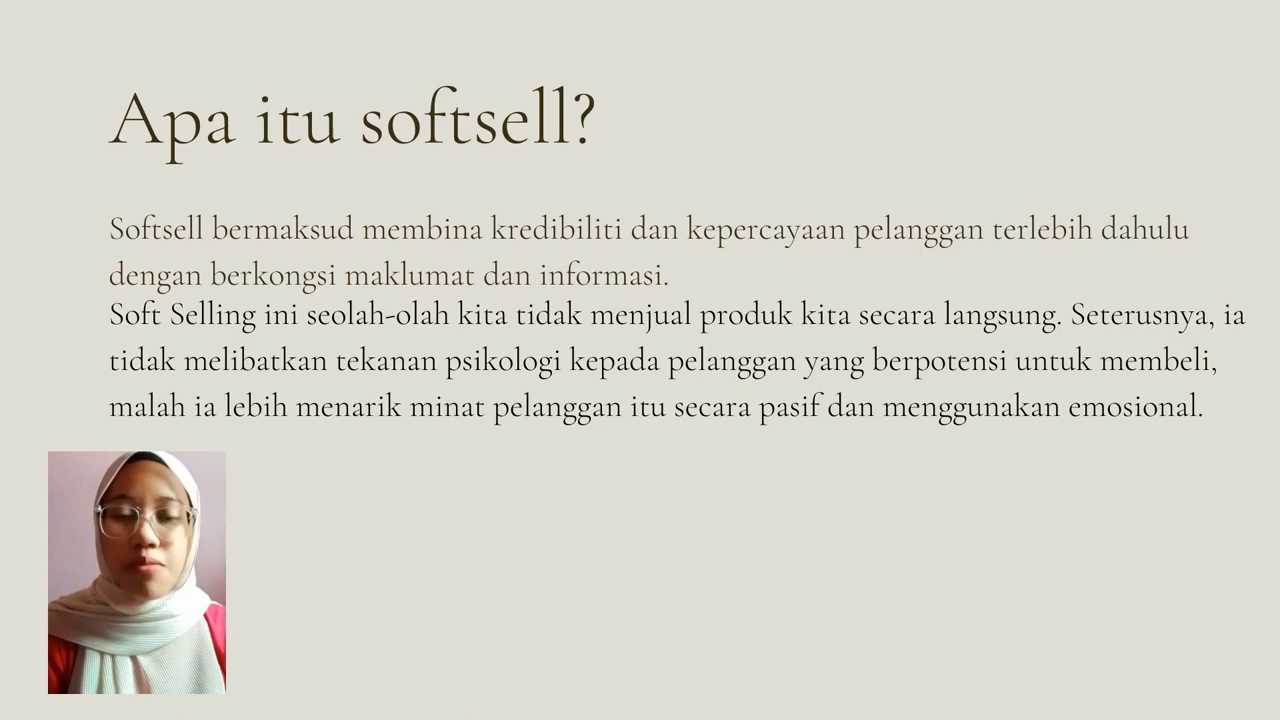 Apa itu softsell?
Softsell bermaksud membina kredibiliti dan kepercayaan pelanggan terlebih dahulu
dengan berkongsi maklumat dan informasi.
Soft Selling ini seolah-olah kita tidak menjual produk kita secara langsung. Seterusnya, ia
tidak melibatkan tekanan psikologi kepada pelanggan yang berpotensi untuk membeli,
malah ia lebih menarik minat pelanggan itu secara pasif dan menggunakan emosional.